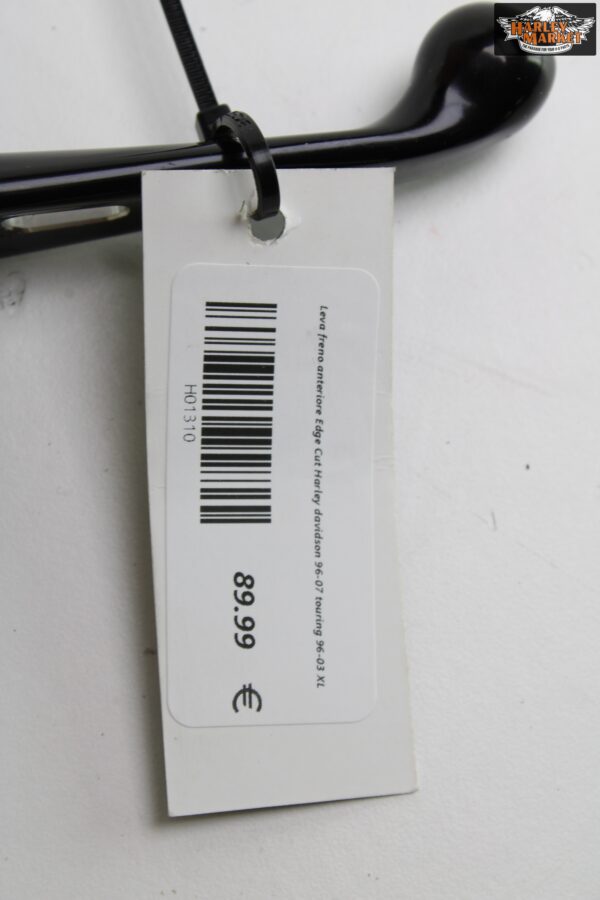 HARLEY
MARKET
Leva freno anteriore Edge Cut Harley davidson 96-07 touring 96-03 XL
H01310
89.99 €